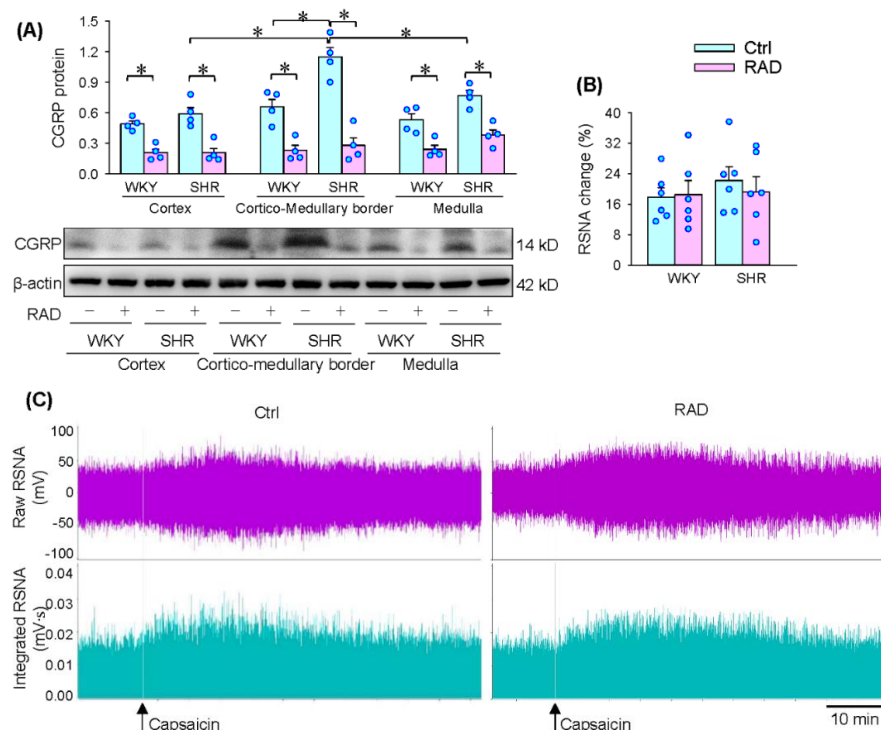 (A)
CGRP protein
1.5
1.2
0.9
0.6
0.3
0.0
* * * * * * * * *
WKY SHR WKY SHR WKY SHR
Cortex Cortico-Medullary border Medulla
Ctrl
RAD
(B)
RSNA change (%)
40
32
24
16
8
0
WKY SHR
CGRP 14 kD
β-actin 42 kD
RAD − + − + − + − + − + − +
WKY SHR WKY SHR WKY SHR
Cortex Cortico-medullary border Medulla
(C)
Ctrl RAD
Raw RSNA
(mV)
100
50
0
-50
-100
Integrated RSNA
(mV·s)
0.04
0.03
0.02
0.01
0.00
Capsaicin Capsaicin
10 min